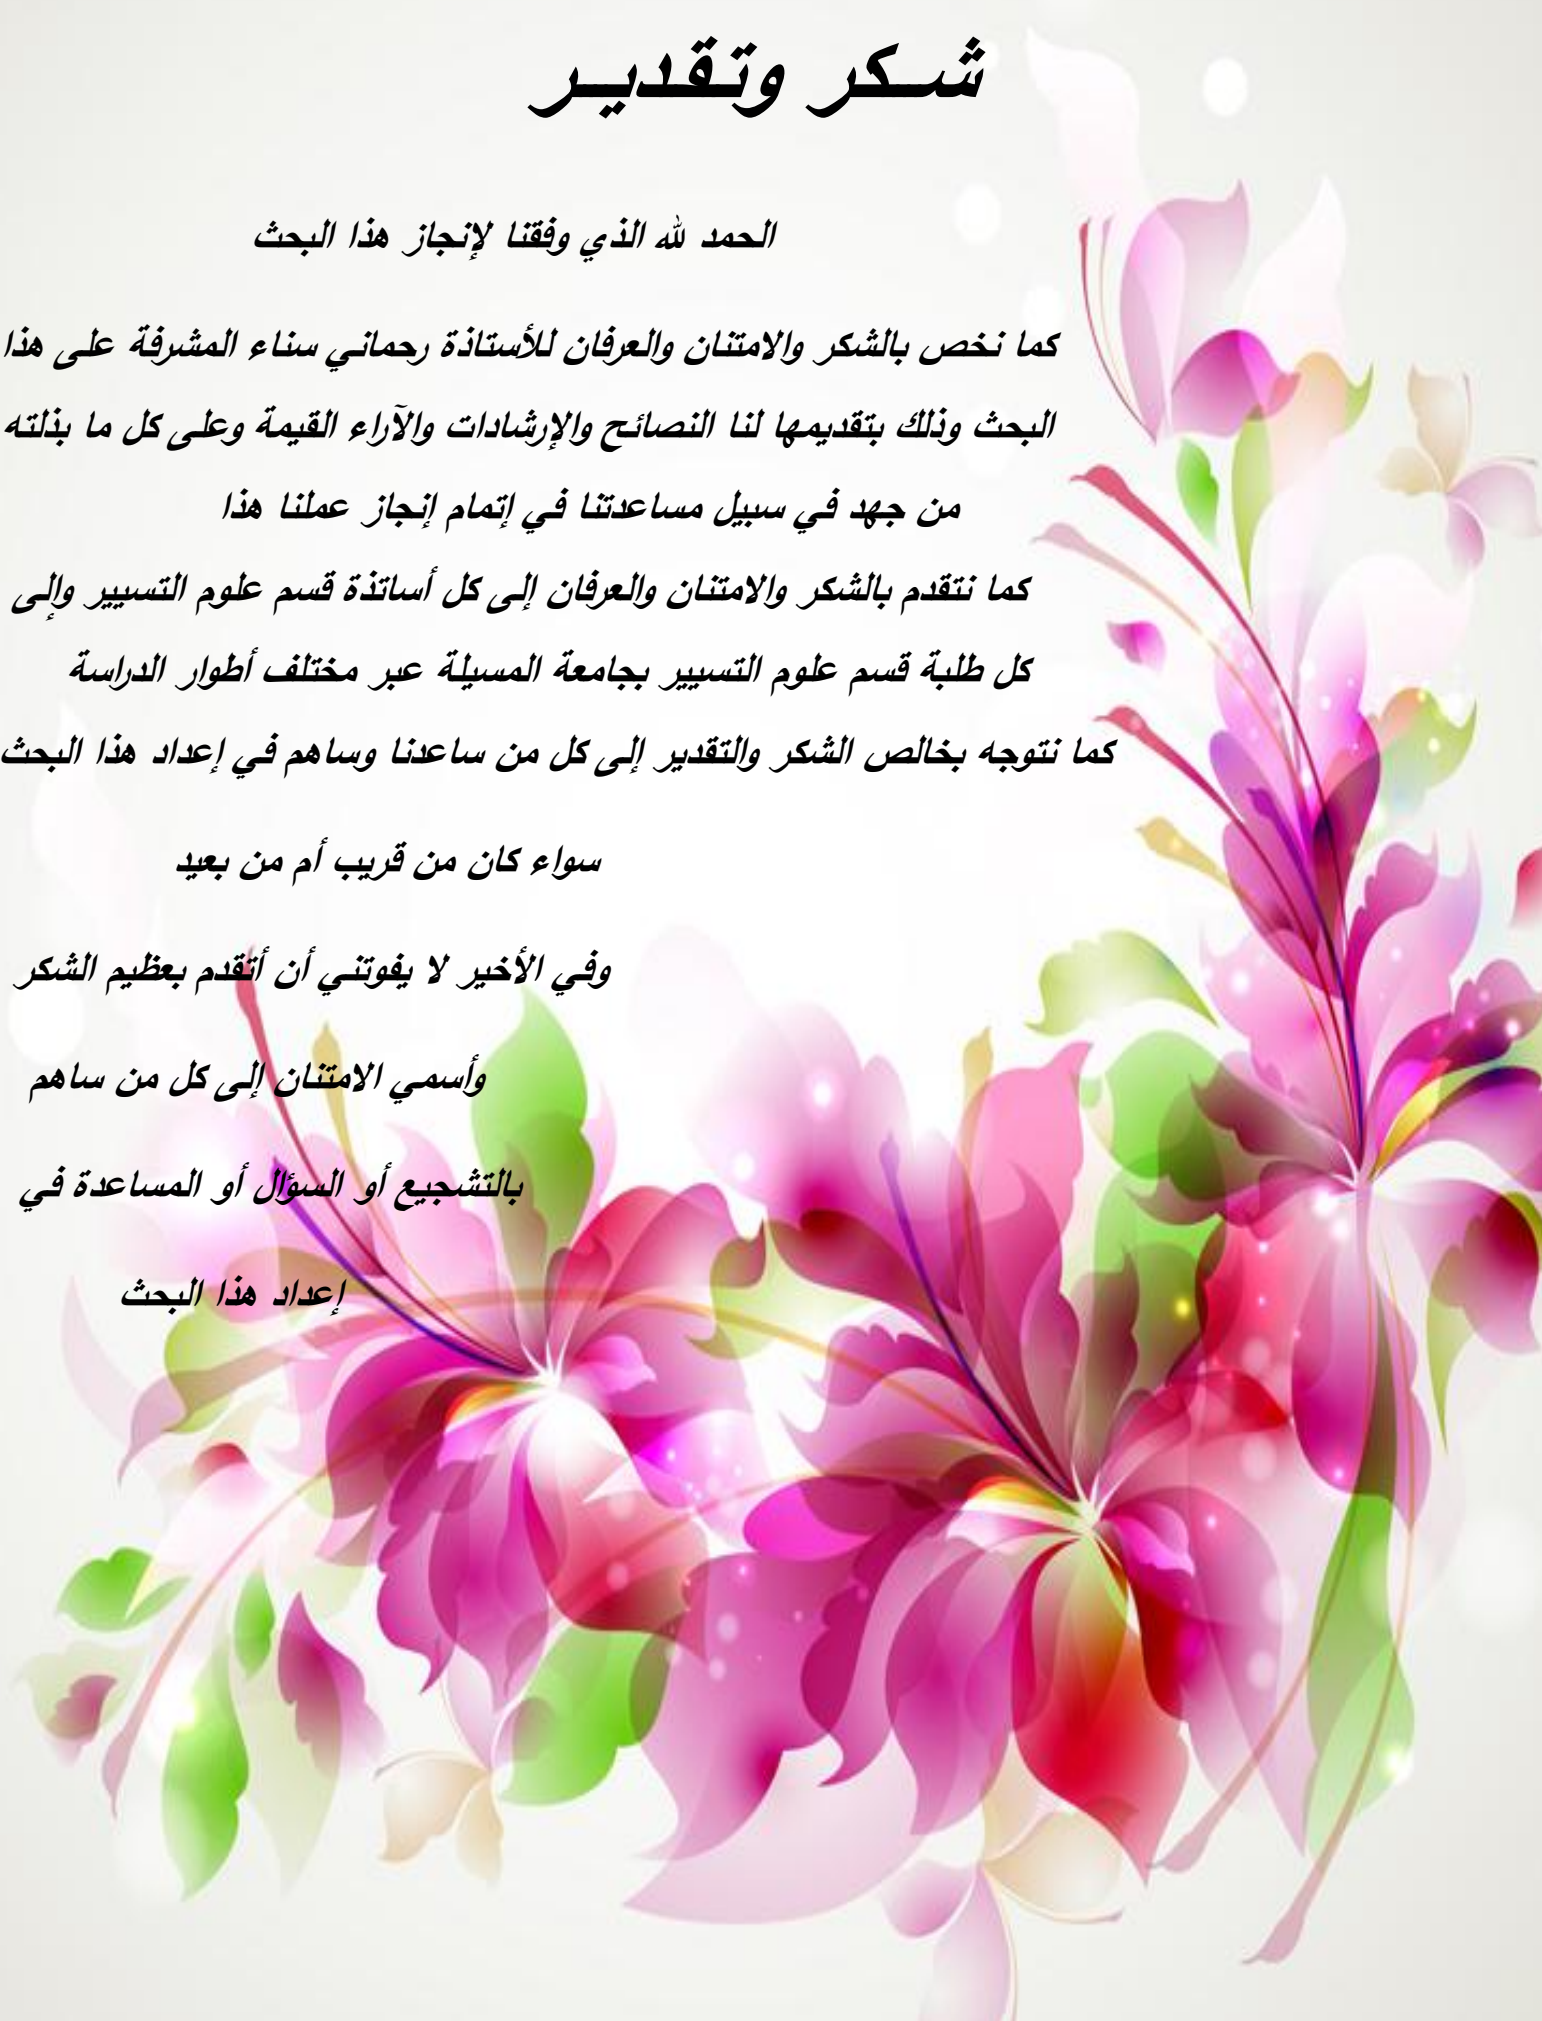 شكر وتقدير
الحمد لله الذي وفقنا لإنجاز هذا البحث
كما نخص بالشكر والامتنان والعرفان للأستاذة رحماني سناء المشرفة على هذا
البحث وذلك بتقديمها لنا النصائح والإرشادات والآراء القيمة وعلى كل ما بذلته
من جهد في سبيل مساعدتنا في إتمام إنجاز عملنا هذا
كما نتقدم بالشكر والامتنان والعرفان إلى كل أساتذة قسم علوم التسيير وإلى
كل طلبة قسم علوم التسيير بجامعة المسيلة عبر مختلف أطوار الدراسة
كما نتوجه بخالص الشكر والتقدير إلى كل من ساعدنا وساهم في إعداد هذا البحث
سواء كان من قريب أم من بعيد
وفي الأخير لا يفوتني أن أتقدم بعظيم الشكر
وأسمي الامتنان إلى كل من ساهم
بالتشجيع أو السؤال أو المساعدة في
إعداد هذا البحث